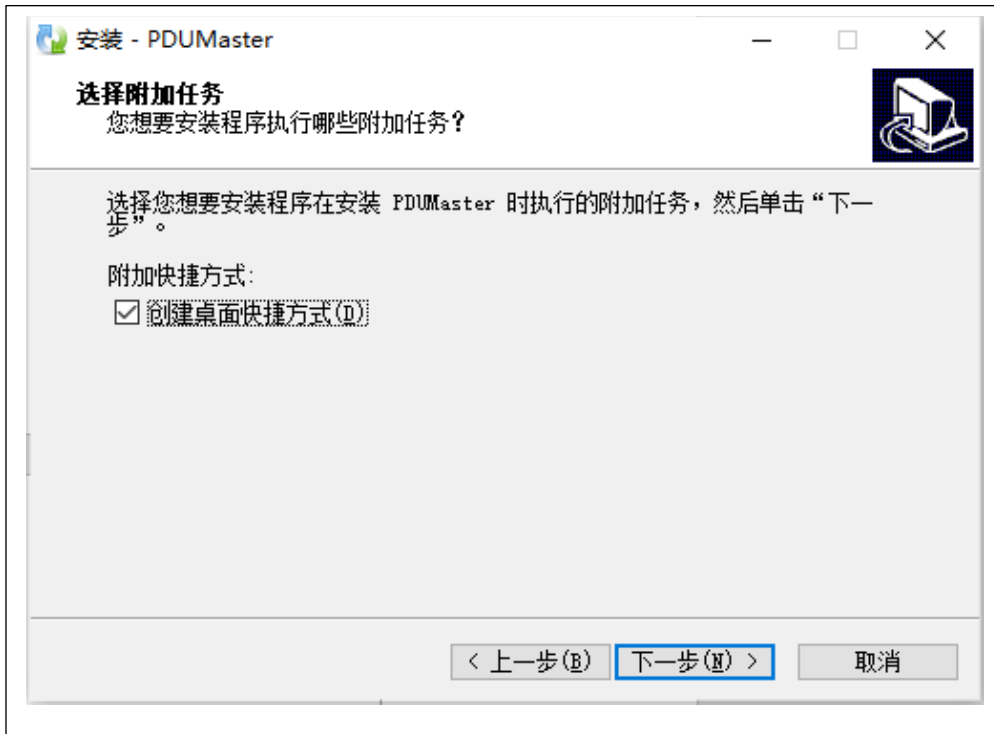 安装 - PDUMaster
选择附加任务
您想要安装程序执行哪些附加任务?
选择您想要安装程序在安装 PDUMaster 时执行的附加任务，然后单击“下一
步”。
附加快捷方式:
创建桌面快捷方式(D)
< 上一步(B) 下一步(N) > 取消